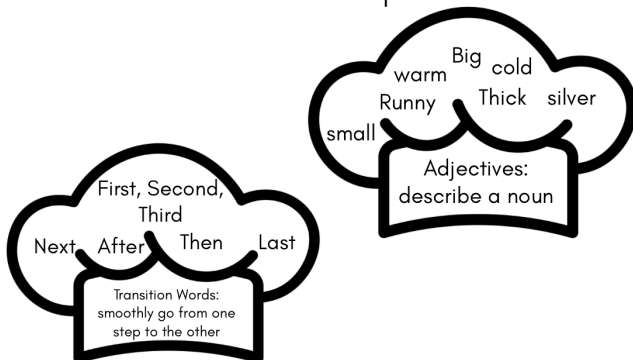 Big
warm cold
Runny Thick silver
small
Adjectives:
describe a noun
First, Second,
Third
Next After Then Last
Transition Words:
smoothly go from one
step to the other